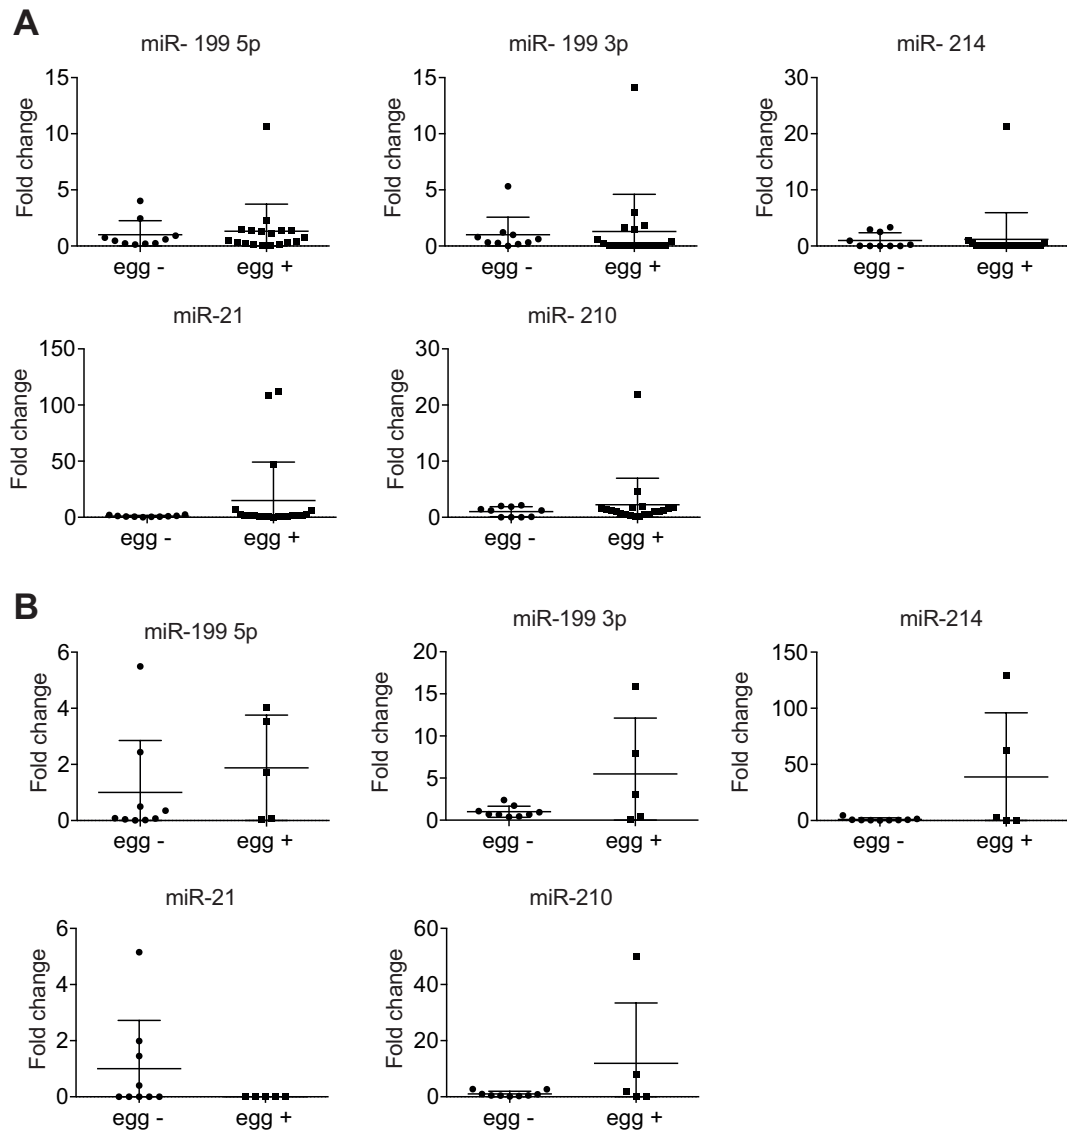 A
miR- 199 5p
Fold change
15
10
5
0
egg -
egg +
miR- 199 3p
Fold change
15
10
5
0
egg -
egg +
miR- 214
Fold change
30
20
10
0
egg -
egg +
miR-21
Fold change
150
100
50
0
egg -
egg +
miR- 210
Fold change
30
20
10
0
egg -
egg +
B
miR-199 5p
Fold change
6
4
2
0
egg -
egg +
miR-199 3p
Fold change
20
15
10
5
0
egg -
egg +
miR-214
Fold change
150
100
50
0
egg -
egg +
miR-21
Fold change
6
4
2
0
egg -
egg +
miR-210
Fold change
60
40
20
0
egg -
egg +